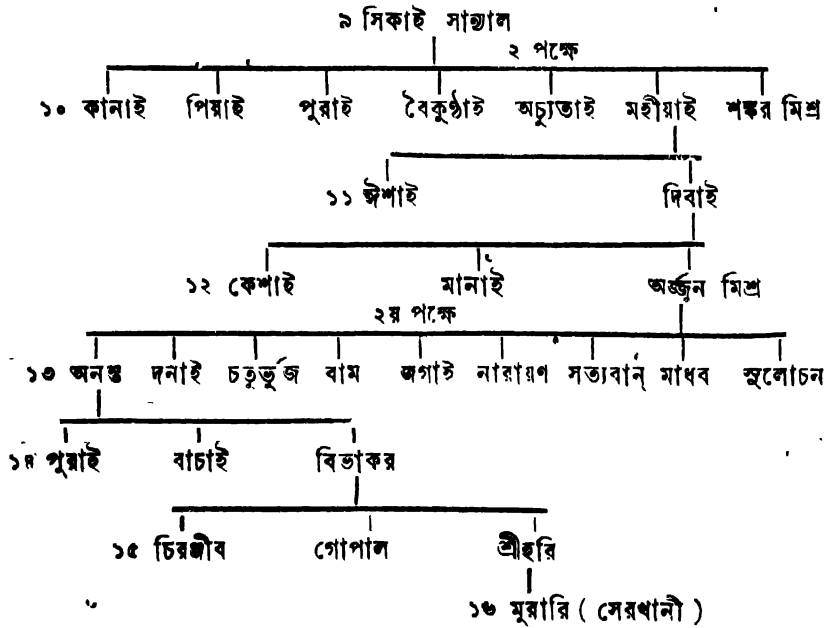 ৯ সিকাই সান্যাল
২ পক্ষে
১০ কানাই পিয়াই পুরাই বৈকুণ্ঠাই অচ্যুতাই মহীয়াই শঙ্কর মিশ্র
১১ ঈশাই দিবাই
১২ কেশাই মানাই অর্জ্জুন মিশ্র
২য় পক্ষে
১৩ অনন্ত দনাই চতুর্ভুজ বাম জগাই নারায়ণ সত্যবান্ মাধব সুলোচন
১৪ পুরাই বাচাই বিভাকর
১৫ চিরঞ্জীব গোপাল শ্রীহরি
১৬ মুরারি ( সেরখানী )